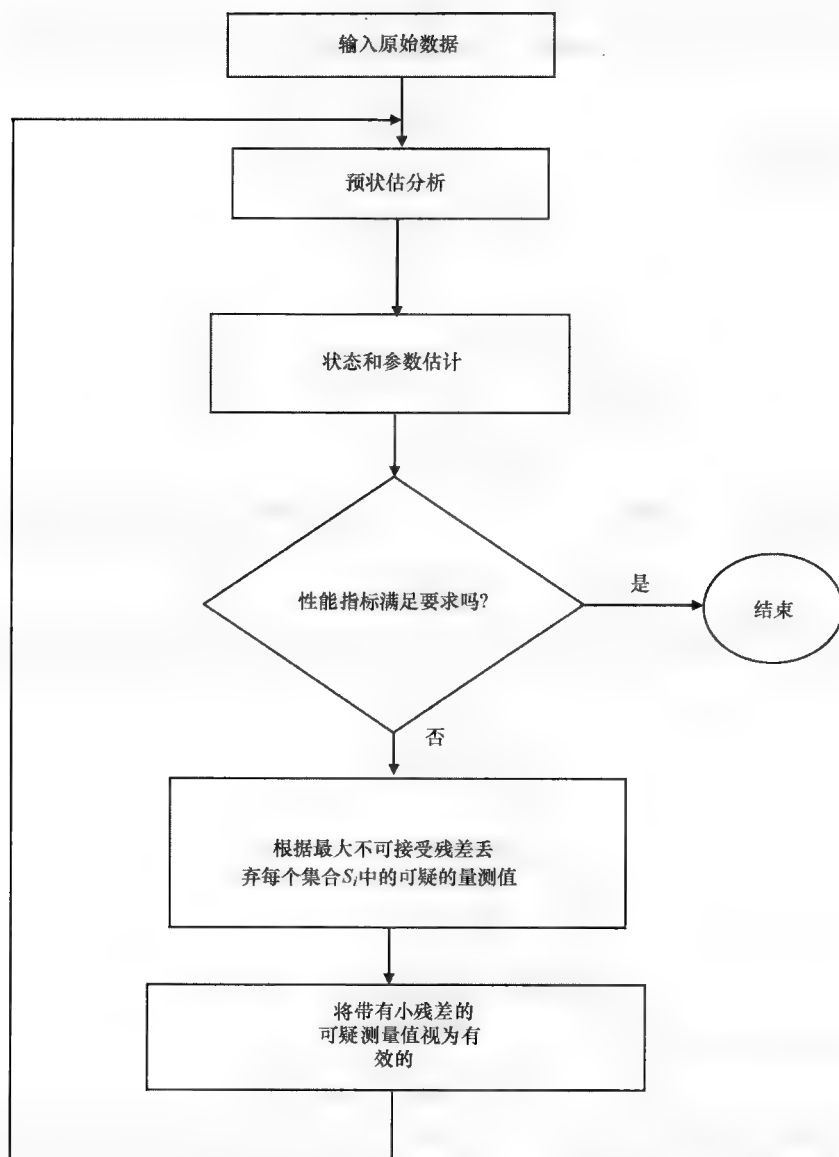 输入原始数据
预状估分析
状态和参数估计
性能指标满足要求吗?
是
结束
否
根据最大不可接受残差丢
弃每个集合Si中的可疑的量测值
将带有小残差的
可疑测量值视为有
效的